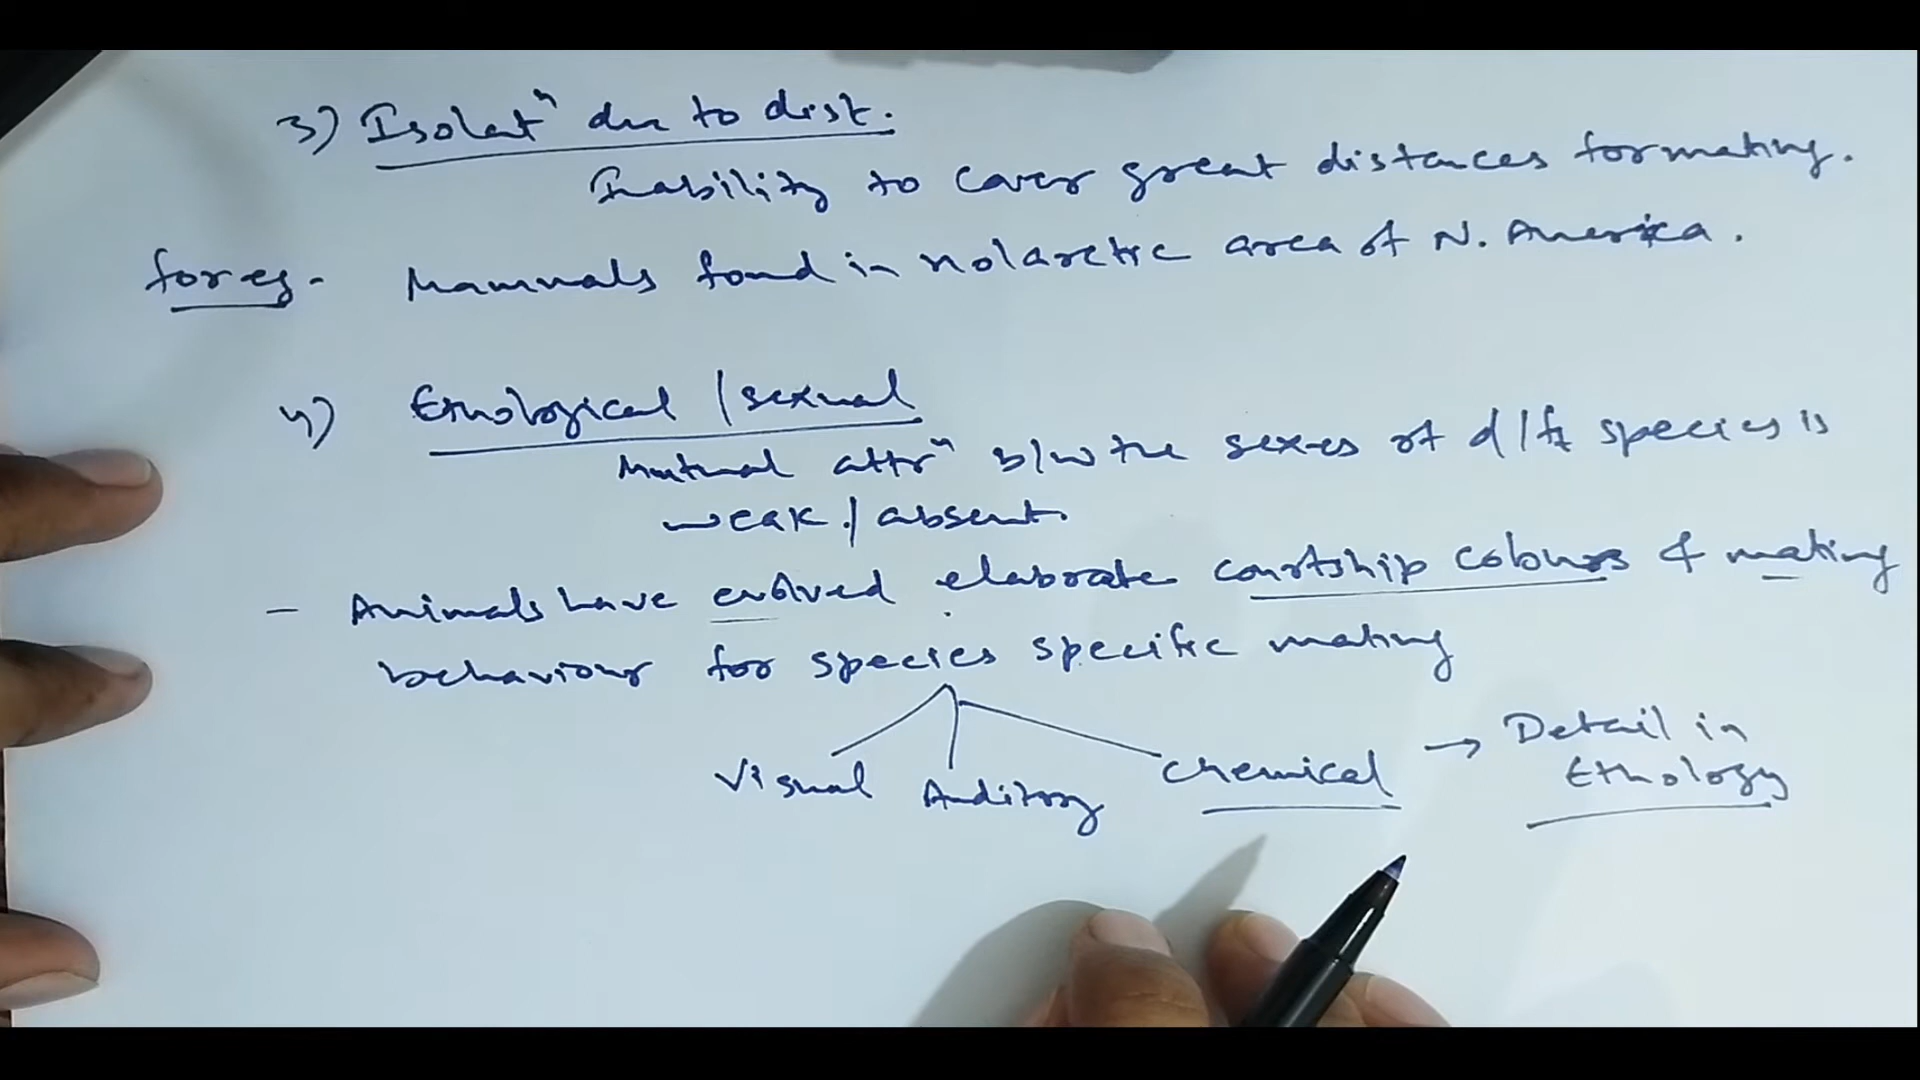 3) Isolatⁿ due to dist.
Inability to cover great distances for mating.
for eg - Mammals found in Holarctic area of N. America.
4) Ethological / sexual
Mutual attrⁿ b/w the sexes of d/ft species is
weak / absent.
- Animals have evolved elaborate courtship colours & mating
behaviour for species specific mating
Visual Auditory Chemical → Detail in
Ethology